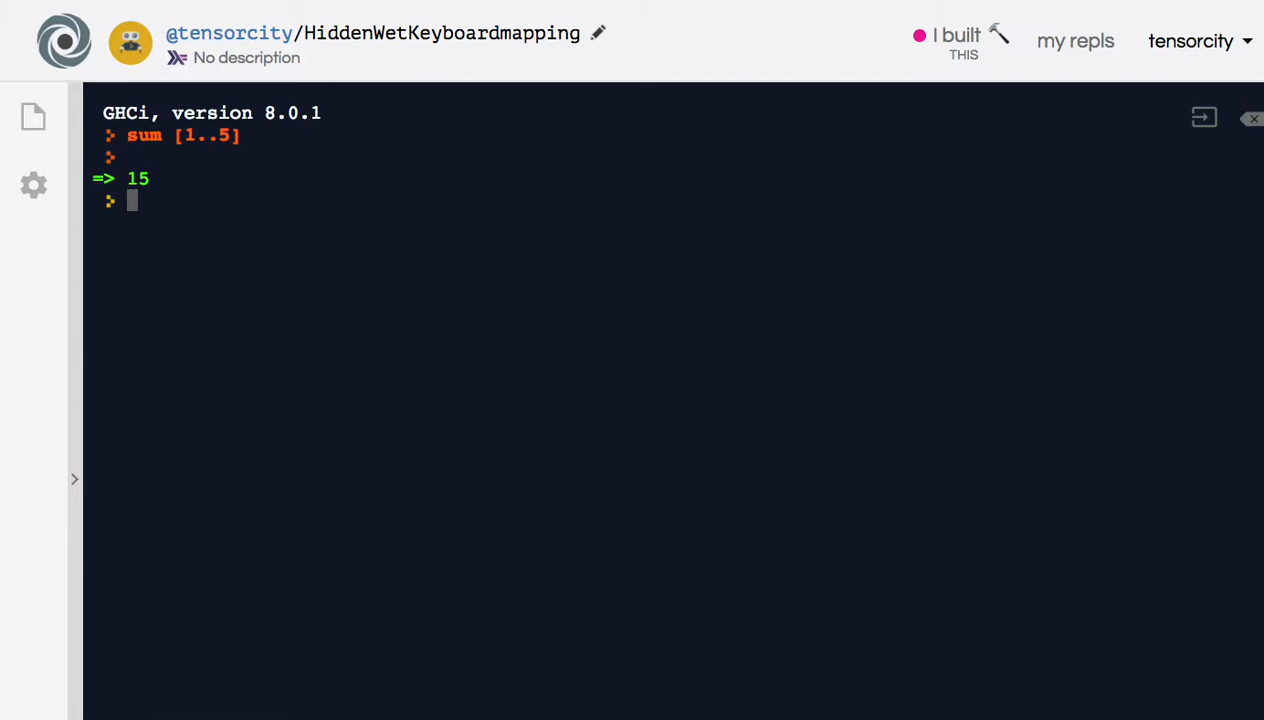 @tensorcity/HiddenWetKeyboardmapping
No description
I built
THIS
my repls
tensorcity
GHCi, version 8.0.1
sum [1..5]
=> 15